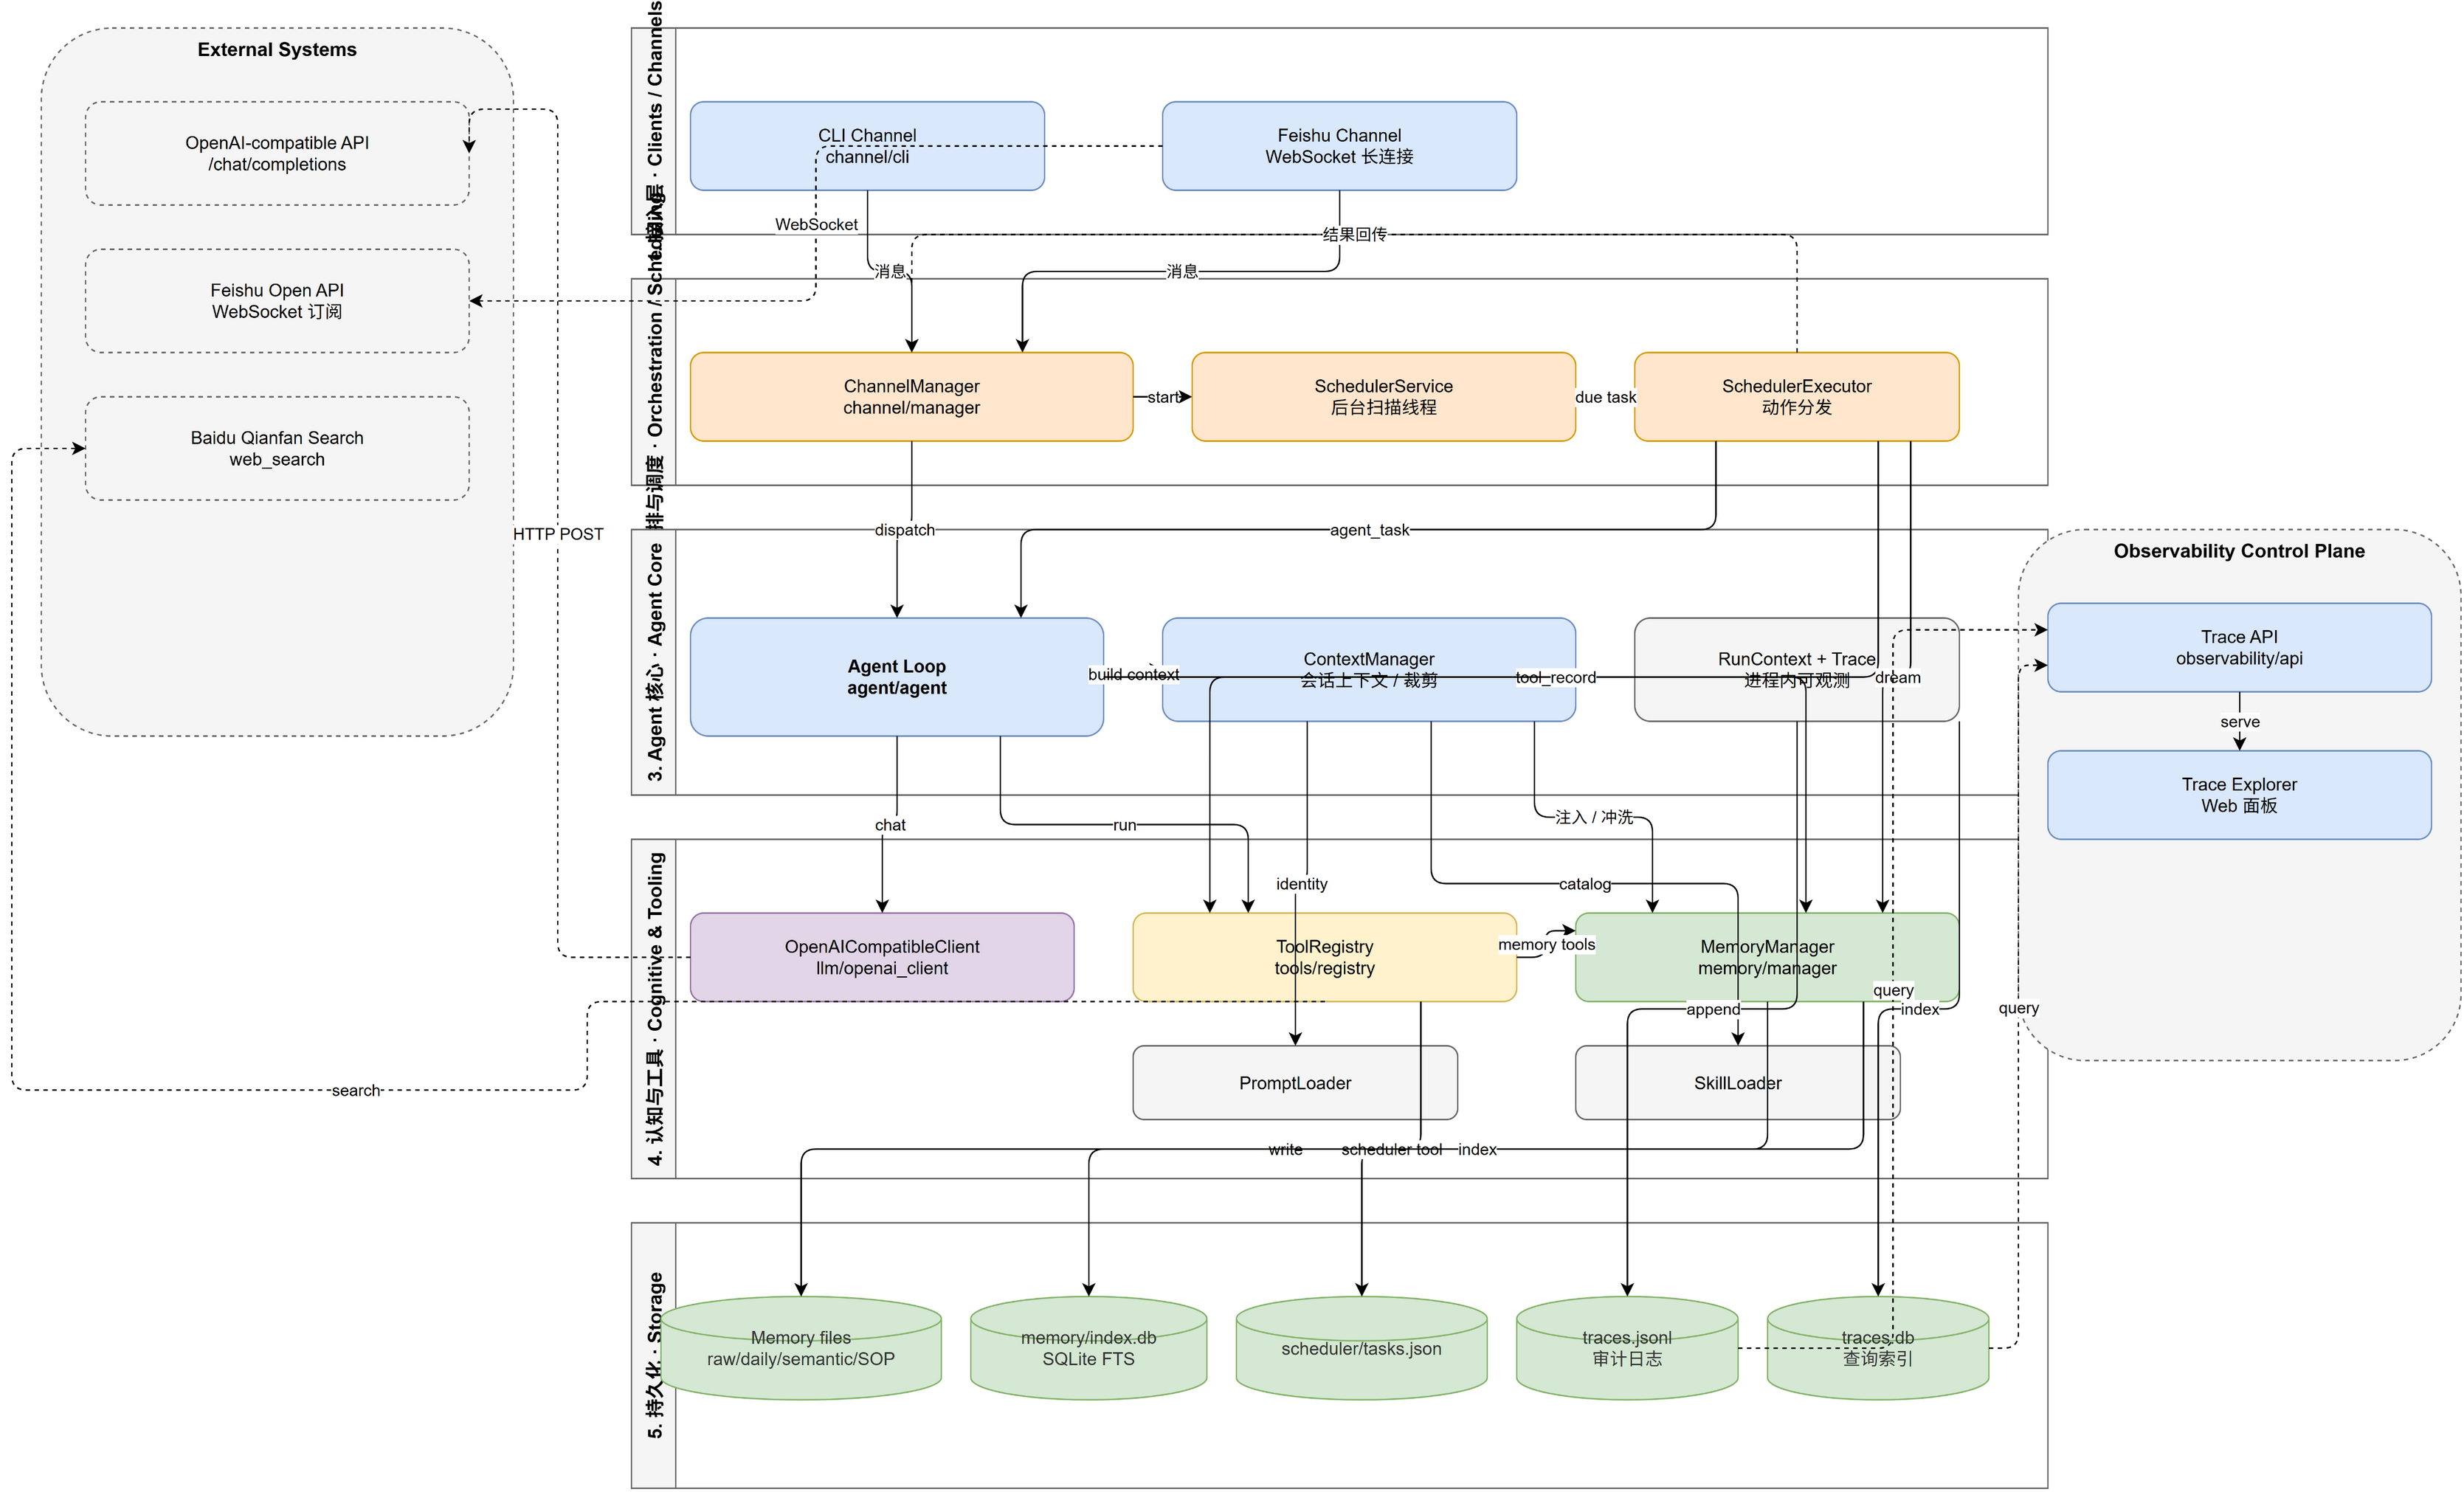 External Systems
OpenAI-compatible API
/chat/completions
Feishu Open API
WebSocket 订阅
Baidu Qianfan Search
web_search
HTTP POST
search
接入层 · Clients / Channels
CLI Channel
channel/cli
Feishu Channel
WebSocket 长连接
WebSocket
消息
消息
结果回传
排与调度 · Orchestration / Scheduling
ChannelManager
channel/manager
start
SchedulerService
后台扫描线程
due task
SchedulerExecutor
动作分发
dispatch
agent_task
3. Agent 核心 · Agent Core
Agent Loop
agent/agent
build context
ContextManager
会话上下文 / 裁剪
tool_record
RunContext + Trace
进程内可观测
dream
chat
run
注入 / 冲洗
identity
catalog
4. 认知与工具 · Cognitive & Tooling
OpenAICompatibleClient
llm/openai_client
ToolRegistry
tools/registry
memory tools
MemoryManager
memory/manager
query
append
index
PromptLoader
SkillLoader
write
scheduler tool
index
5. 持久化 · Storage
Memory files
raw/daily/semantic/SOP
memory/index.db
SQLite FTS
scheduler/tasks.json
traces.jsonl
审计日志
traces.db
查询索引
Observability Control Plane
Trace API
observability/api
serve
Trace Explorer
Web 面板
query